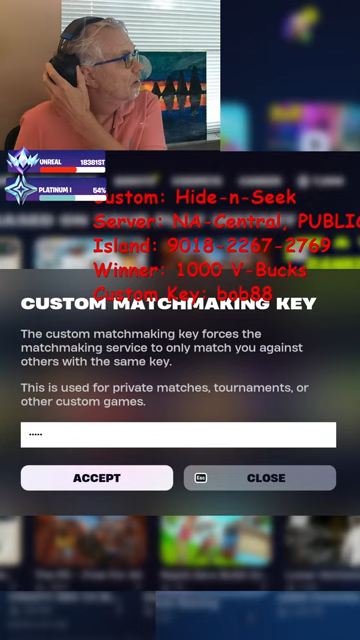 UNREAL 18381ST
PLATINUM I 54%
Custom: Hide-n-Seek
Server: NA-Central, PUBLIC
Island: 9018-2267-2769
Winner: 1000 V-Bucks
Custom Key: bob88
CUSTOM MATCHMAKING KEY
The custom matchmaking key forces the
matchmaking service to only match you against
others with the same key.
This is used for private matches, tournaments, or
other custom games.
•••••
ACCEPT
Esc CLOSE